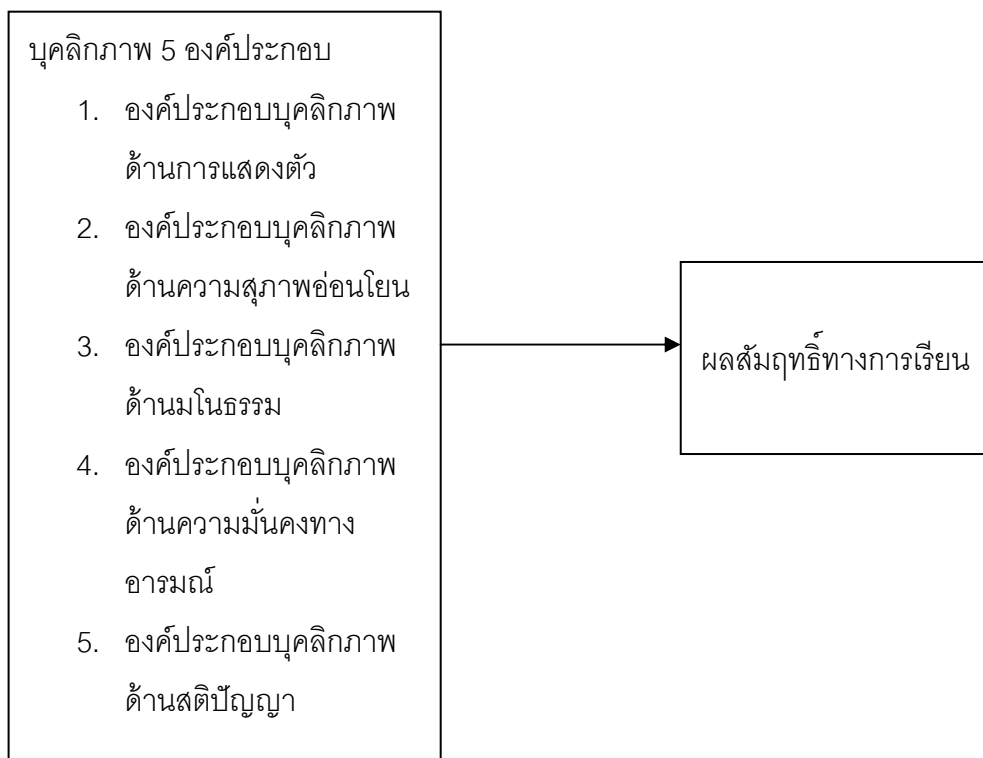 บุคลิกภาพ 5 องค์ประกอบ
1. องค์ประกอบบุคลิกภาพ
ด้านการแสดงตัว
2. องค์ประกอบบุคลิกภาพ
ด้านความสุภาพอ่อนโยน
3. องค์ประกอบบุคลิกภาพ
ด้านมโนธรรม
4. องค์ประกอบบุคลิกภาพ
ด้านความมั่นคงทาง
อารมณ์
5. องค์ประกอบบุคลิกภาพ
ด้านสติปัญญา
ผลสัมฤทธิ์ทางการเรียน